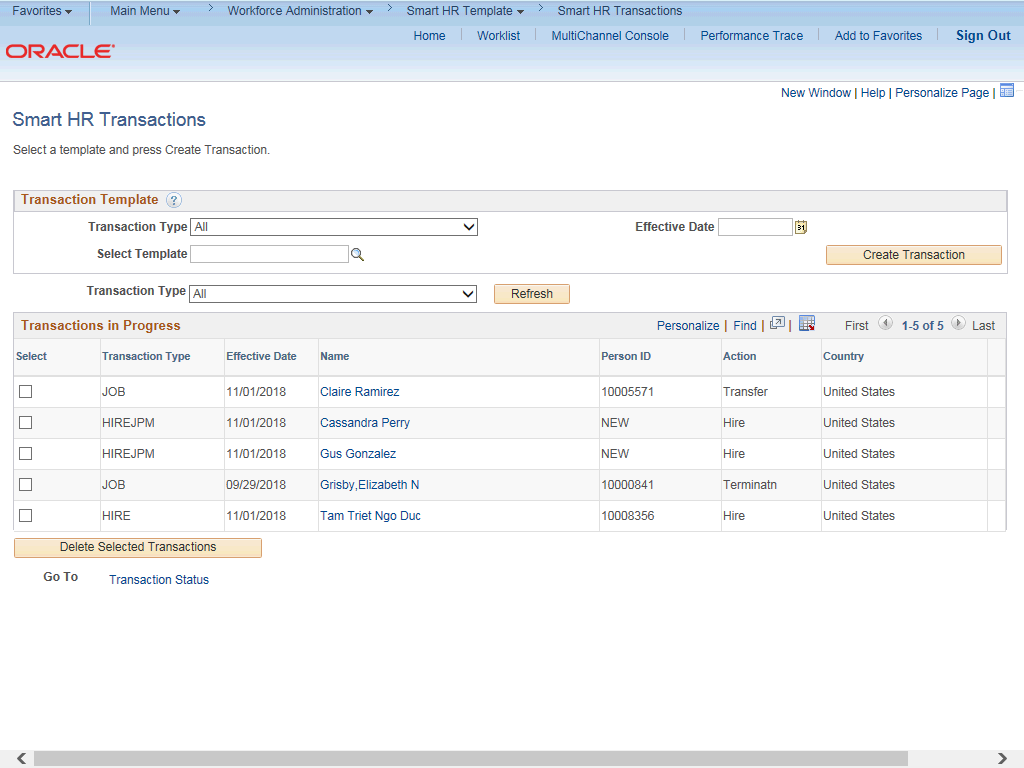 Favorites Main Menu > Workforce Administration > Smart HR Template > Smart HR Transactions
Home Worklist MultiChannel Console Performance Trace Add to Favorites Sign Out
ORACLE
New Window | Help | Personalize Page |
Smart HR Transactions
Select a template and press Create Transaction.
Transaction Template ?
Transaction Type All Effective Date 31
Select Template Create Transaction
Transaction Type All Refresh
Transactions in Progress Personalize | Find | | First 1-5 of 5 Last
Select Transaction Type Effective Date Name Person ID Action Country
JOB 11/01/2018 Claire Ramirez 10005571 Transfer United States
HIREJPM 11/01/2018 Cassandra Perry NEW Hire United States
HIREJPM 11/01/2018 Gus Gonzalez NEW Hire United States
JOB 09/29/2018 Grisby,Elizabeth N 10000841 Terminatn United States
HIRE 11/01/2018 Tam Triet Ngo Duc 10008356 Hire United States
Delete Selected Transactions
Go To Transaction Status